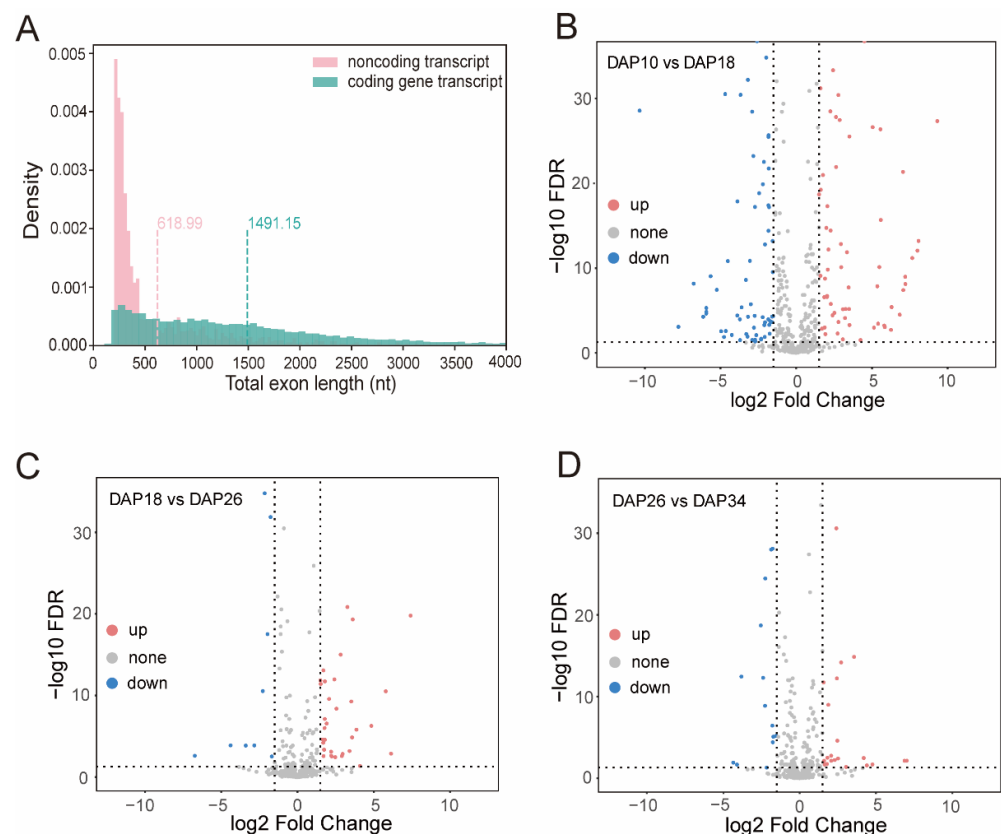 A
noncoding transcript
coding gene transcript
0.005
0.004
0.003
0.002
0.001
0.000
Density
618.99
1491.15
0
500
1000
1500
2000
2500
3000
3500
4000
Total exon length (nt)
B
DAP10 vs DAP18
30
20
10
0
−log10 FDR
up
none
down
−10
−5
0
5
10
log2 Fold Change
C
DAP18 vs DAP26
30
20
10
0
−log10 FDR
up
none
down
−10
−5
0
5
10
log2 Fold Change
D
DAP26 vs DAP34
30
20
10
0
−log10 FDR
up
none
down
−10
−5
0
5
10
log2 Fold Change